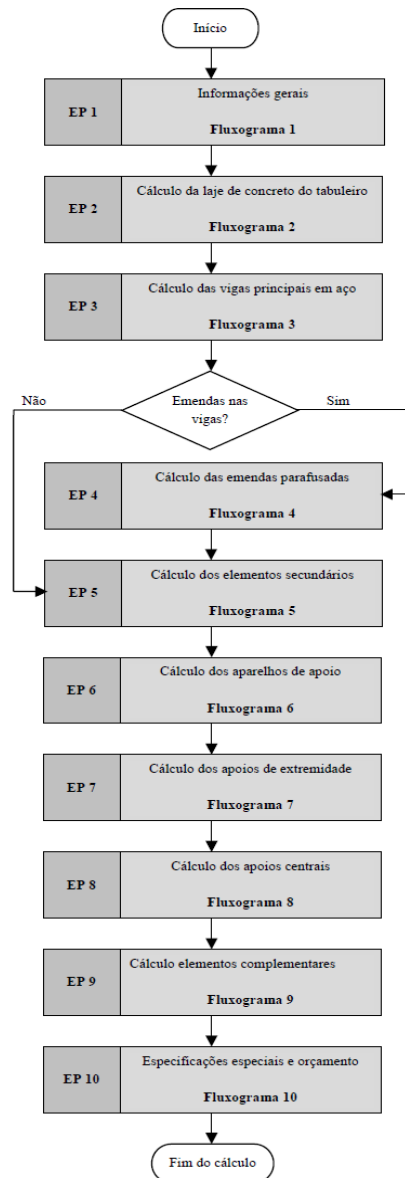 Início
EP 1
Informações gerais
Fluxograma 1
EP 2
Cálculo da laje de concreto do tabuleiro
Fluxograma 2
EP 3
Cálculo das vigas principais em aço
Fluxograma 3
Não
Emendas nas
vigas?
Sim
EP 4
Cálculo das emendas parafusadas
Fluxograma 4
EP 5
Cálculo dos elementos secundários
Fluxograma 5
EP 6
Cálculo dos aparelhos de apoio
Fluxograma 6
EP 7
Cálculo dos apoios de extremidade
Fluxograma 7
EP 8
Cálculo dos apoios centrais
Fluxograma 8
EP 9
Cálculo elementos complementares
Fluxograma 9
EP 10
Especificações especiais e orçamento
Fluxograma 10
Fim do cálculo